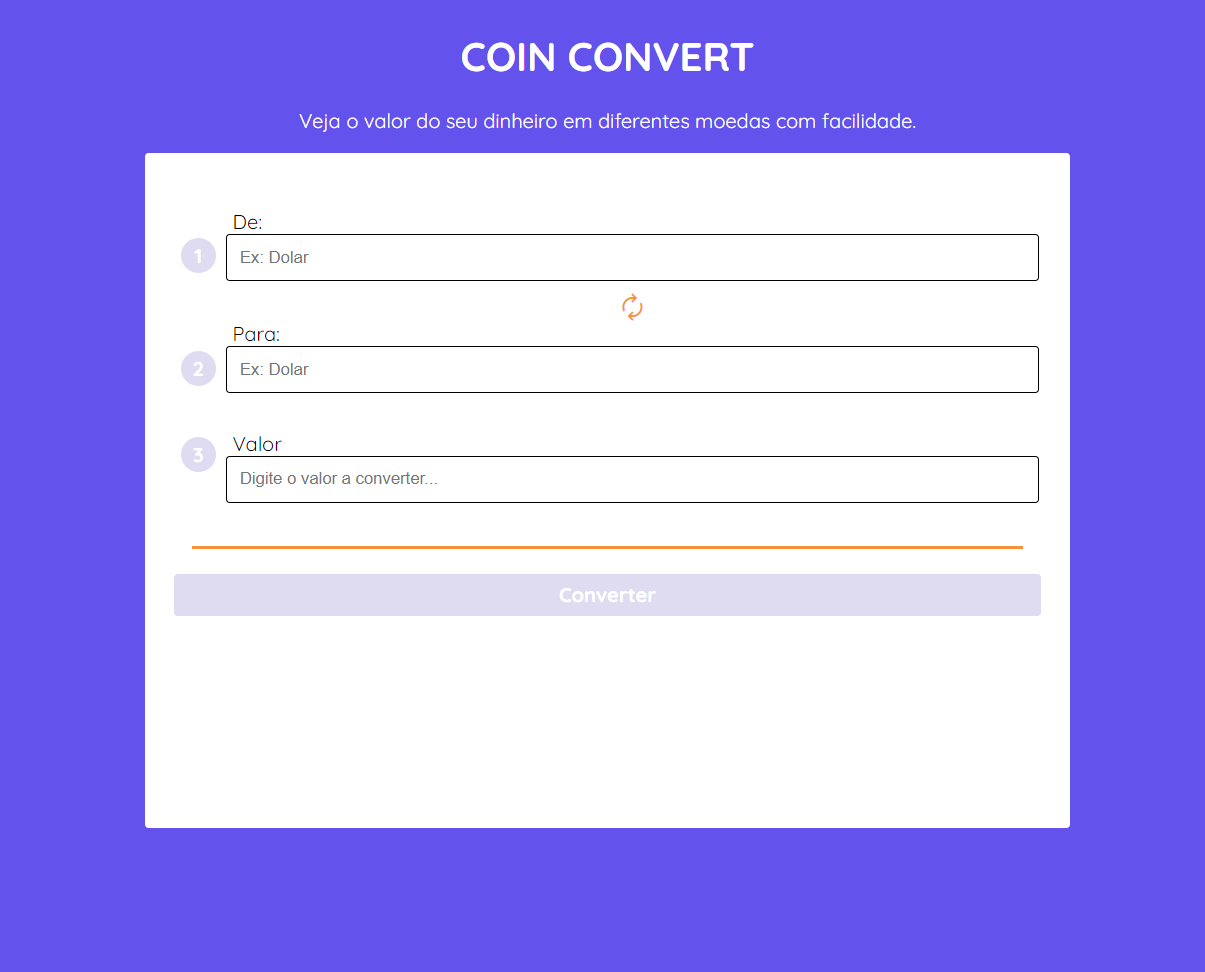 COIN CONVERT
Veja o valor do seu dinheiro em diferentes moedas com facilidade.
De:
1
Ex: Dolar
Para:
2
Ex: Dolar
Valor
3
Digite o valor a converter...
Converter